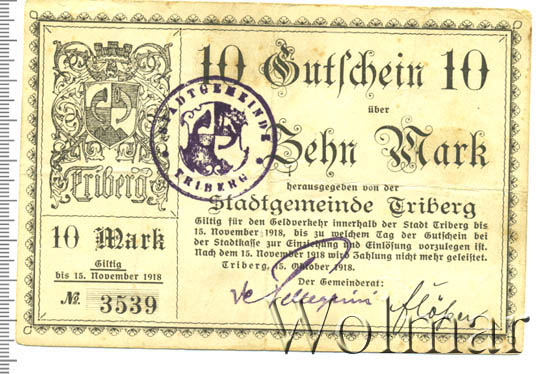 Triberg
10 Mark
Giltig
bis 15. November 1918
№. 3539
10 Gutschein 10
über
Zehn Mark
herausgegeben von der
Stadtgemeinde Triberg
Giltig für den Geldverkehr innerhalb der Stadt Triberg bis
15. November 1918, bis zu welchem Tag der Gutschein bei
der Stadtkasse zur Einziehung und Einlösung vorzulegen ist.
Nach dem 15. November 1918 wird Zahlung nicht mehr geleistet.
Triberg, 15. Oktober 1918.
Der Gemeinderat:
STADTGEMEINDE
TRIBERG
Wolmar